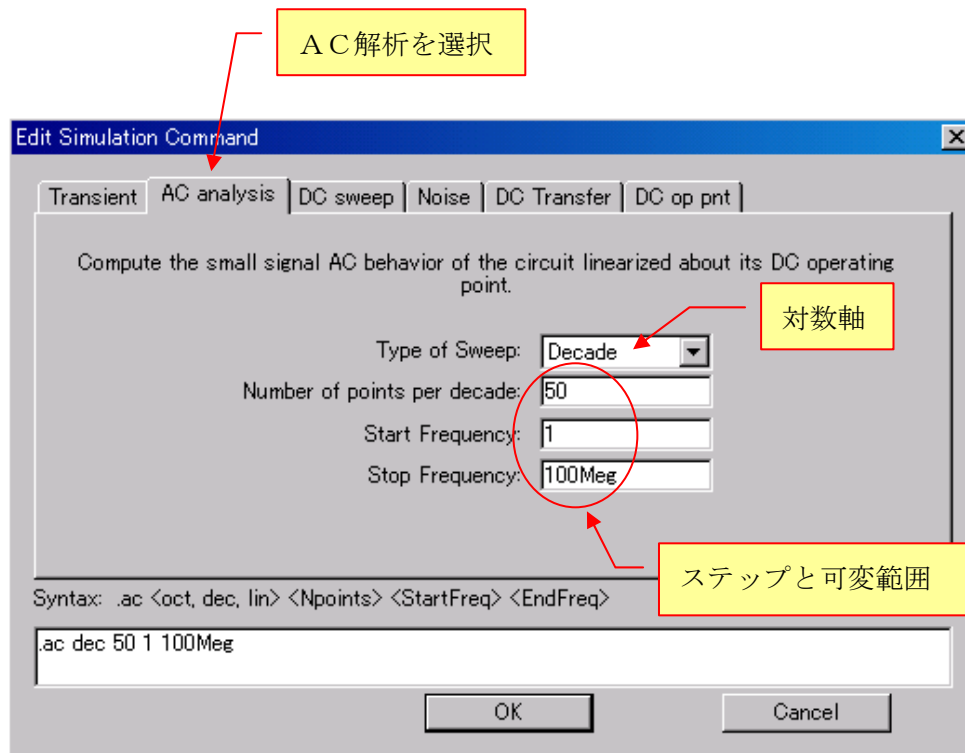 ＡＣ解析を選択
Edit Simulation Command
Transient AC analysis DC sweep Noise DC Transfer DC op pnt
Compute the small signal AC behavior of the circuit linearized about its DC operating
point.
対数軸
Type of Sweep: Decade
Number of points per decade: 50
Start Frequency: 1
Stop Frequency: 100Meg
ステップと可変範囲
Syntax: .ac <oct, dec, lin> <Npoints> <StartFreq> <EndFreq>
.ac dec 50 1 100Meg
OK Cancel